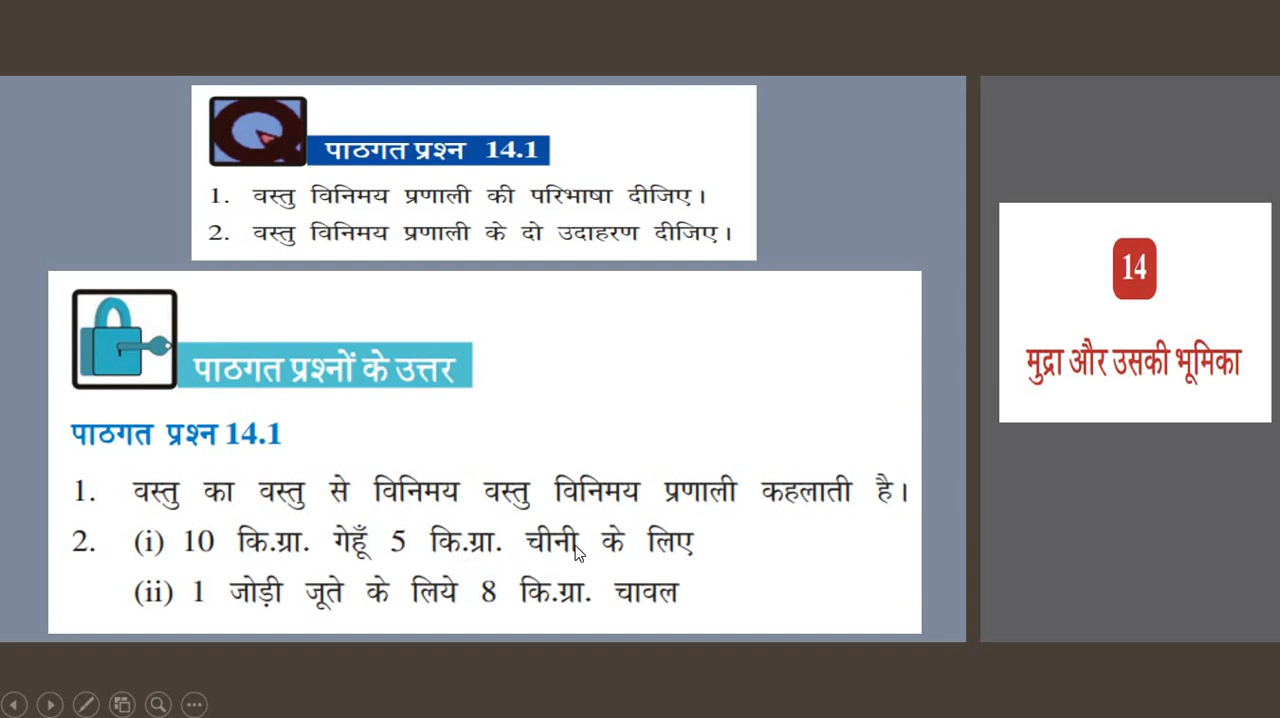 पाठगत प्रश्न 14.1
1. वस्तु विनिमय प्रणाली की परिभाषा दीजिए।
2. वस्तु विनिमय प्रणाली के दो उदाहरण दीजिए।
पाठगत प्रश्नों के उत्तर
पाठगत प्रश्न 14.1
1. वस्तु का वस्तु से विनिमय वस्तु विनिमय प्रणाली कहलाती है।
2. (i) 10 कि.ग्रा. गेहूँ 5 कि.ग्रा. चीनी के लिए
(ii) 1 जोड़ी जूते के लिये 8 कि.ग्रा. चावल
14
मुद्रा और उसकी भूमिका